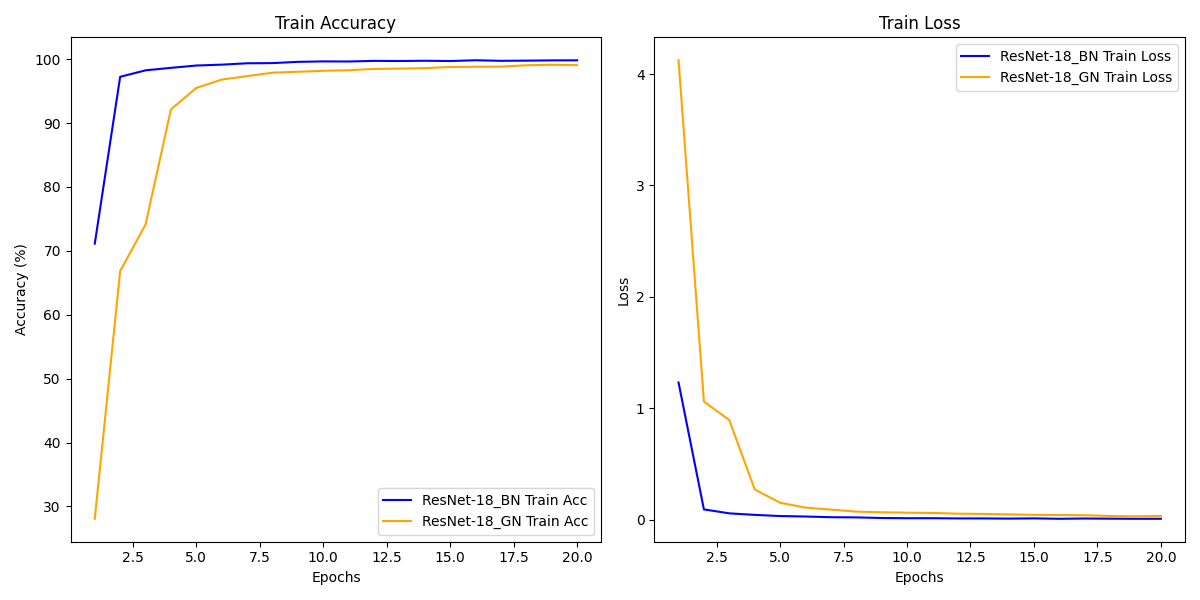 Train Accuracy
Accuracy (%)
100
90
80
70
60
50
40
30
ResNet-18_BN Train Acc
ResNet-18_GN Train Acc
2.5 5.0 7.5 10.0 12.5 15.0 17.5 20.0
Epochs
Train Loss
Loss
4
3
2
1
0
ResNet-18_BN Train Loss
ResNet-18_GN Train Loss
2.5 5.0 7.5 10.0 12.5 15.0 17.5 20.0
Epochs